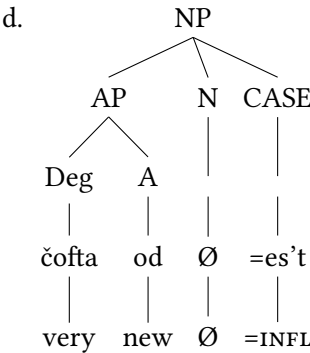 d. NP
AP N CASE
Deg A
čofta od Ø =es’t
very new Ø =INFL